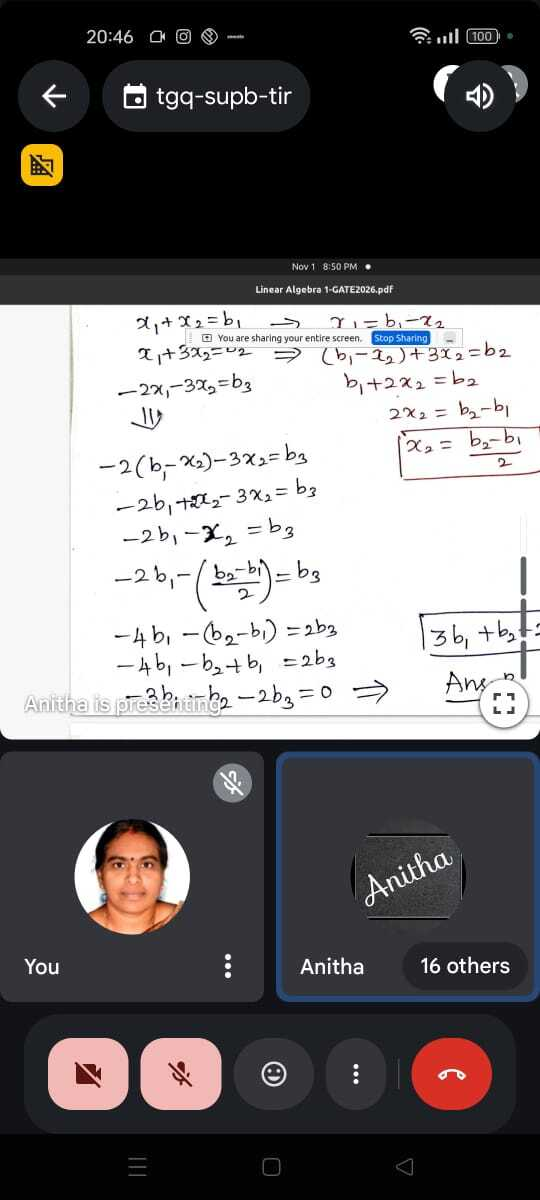 20:46
100
tgq-supb-tir
Nov 1 8:50 PM
Linear Algebra 1-GATE2026.pdf
x₁+x₂=b₁ → x₁=b₁-x₂
You are sharing your entire screen. Stop Sharing
x₁+3x₂=b₂ ⇒ (b₁-x₂)+3x₂=b₂
-2x₁-3x₂=b₃
b₁+2x₂=b₂
2x₂ = b₂-b₁
x₂ = (b₂-b₁)/2
-2(b₁-x₂)-3x₂=b₃
-2b₁+2x₂-3x₂=b₃
-2b₁-x₂=b₃
-2b₁-((b₂-b₁)/2)=b₃
-4b₁-(b₂-b₁)=2b₃
3b₁+b₂+2
-4b₁-b₂+b₁=2b₃
-3b₁-b₂-2b₃=0 ⇒
Ans
Anitha is presenting
Anitha
You
Anitha
16 others